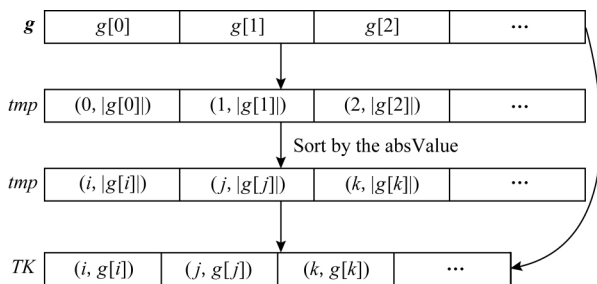 g g[0] g[1] g[2] ···
tmp (0, |g[0]|) (1, |g[1]|) (2, |g[2]|) ···
Sort by the absValue
tmp (i, |g[i]|) (j, |g[j]|) (k, |g[k]|) ···
TK (i, g[i]) (j, g[j]) (k, g[k]) ···